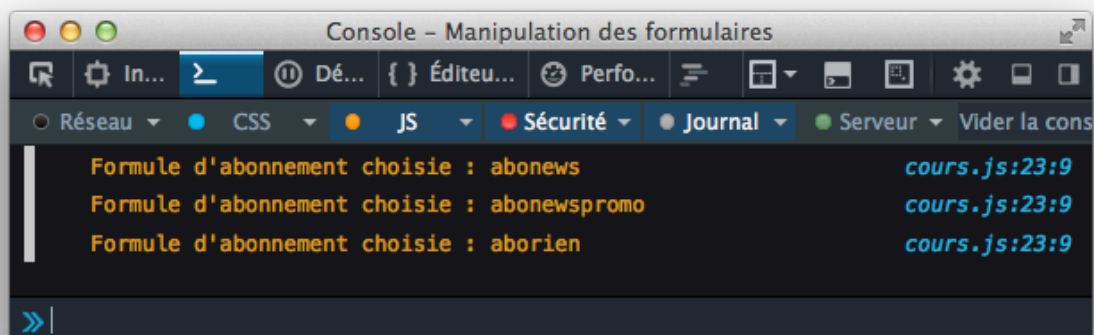 Console – Manipulation des formulaires
In... Dé... { } Éditeu... Perfo...
Réseau CSS JS Sécurité Journal Serveur Vider la cons
Formule d'abonnement choisie : abonews cours.js:23:9
Formule d'abonnement choisie : abonewspromo cours.js:23:9
Formule d'abonnement choisie : aborien cours.js:23:9